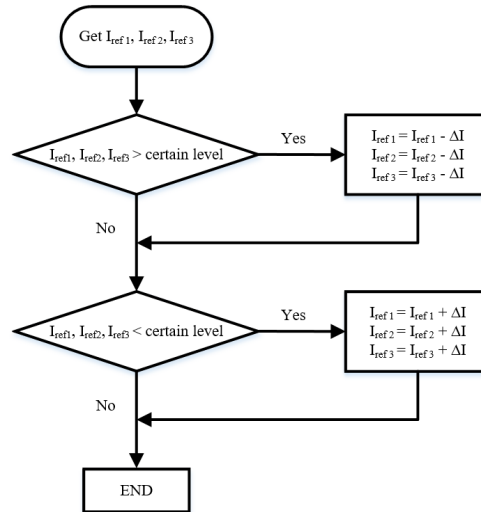 Get I_ref 1, I_ref 2, I_ref 3
I_ref1, I_ref2, I_ref3 > certain level
Yes
I_ref 1 = I_ref 1 - ΔI
I_ref 2 = I_ref 2 - ΔI
I_ref 3 = I_ref 3 - ΔI
No
I_ref1, I_ref2, I_ref3 < certain level
Yes
I_ref 1 = I_ref 1 + ΔI
I_ref 2 = I_ref 2 + ΔI
I_ref 3 = I_ref 3 + ΔI
No
END